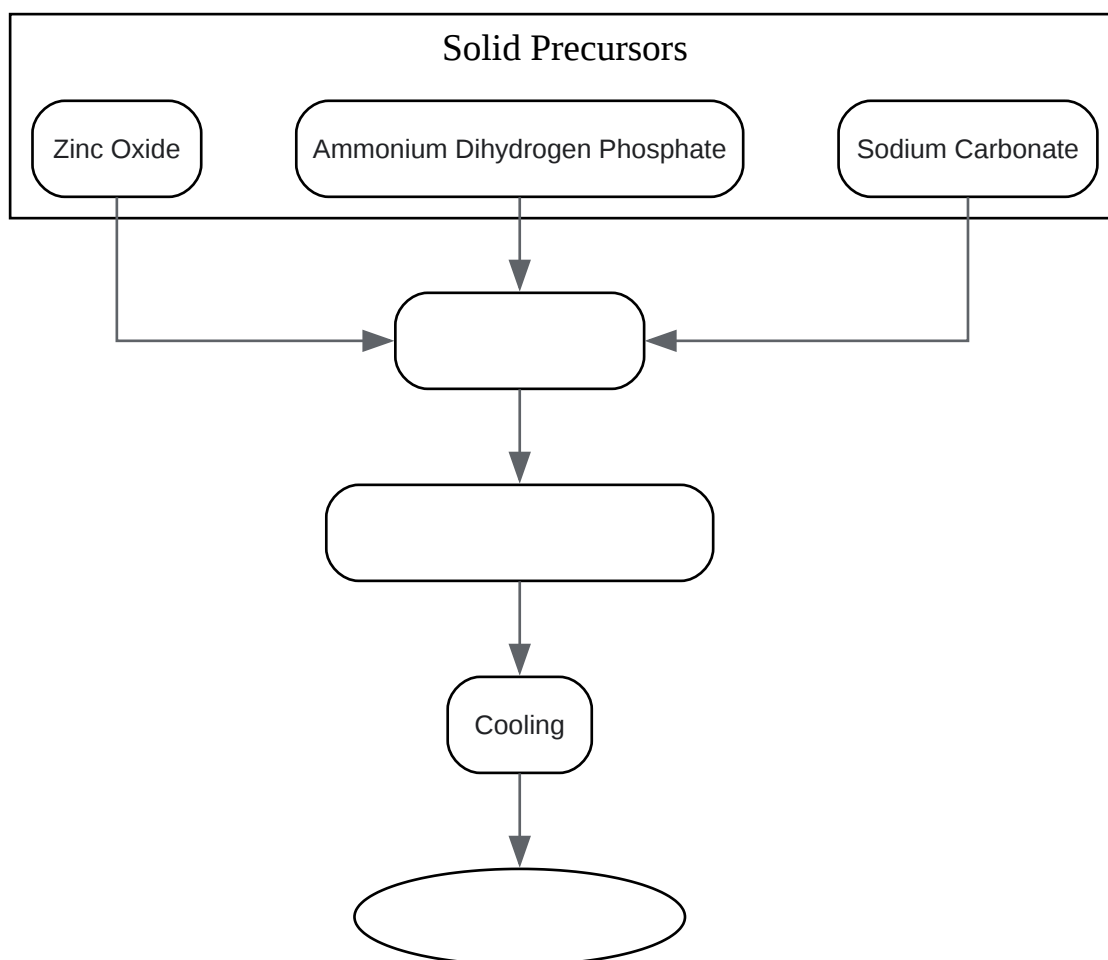 Solid Precursors
Zinc Oxide
Ammonium Dihydrogen Phosphate
Sodium Carbonate
Cooling